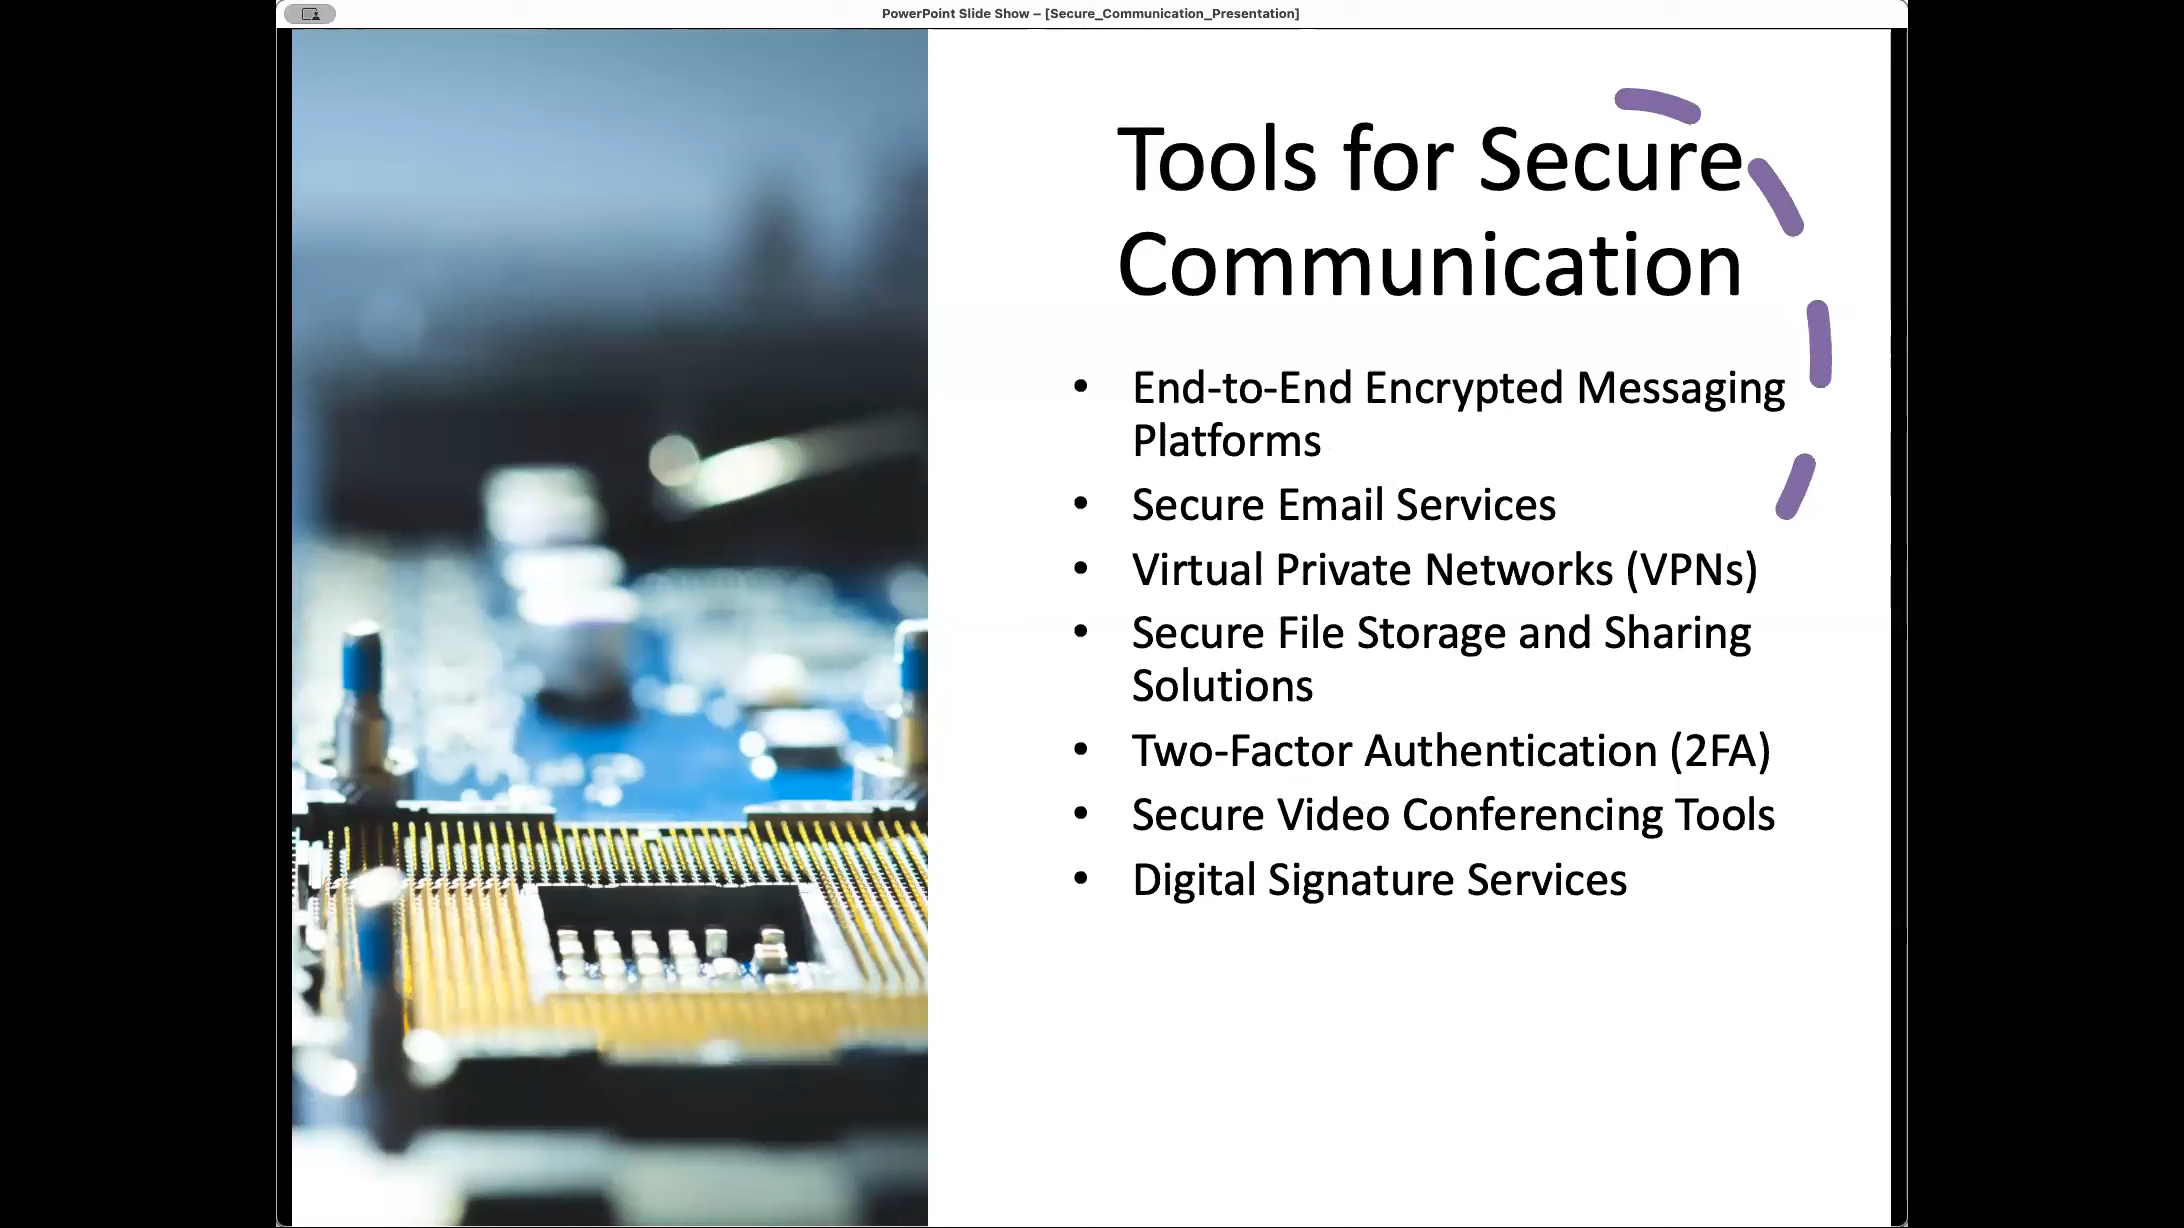 PowerPoint Slide Show – [Secure_Communication_Presentation]
Tools for Secure
Communication
• End-to-End Encrypted Messaging
Platforms
• Secure Email Services
• Virtual Private Networks (VPNs)
• Secure File Storage and Sharing
Solutions
• Two-Factor Authentication (2FA)
• Secure Video Conferencing Tools
• Digital Signature Services